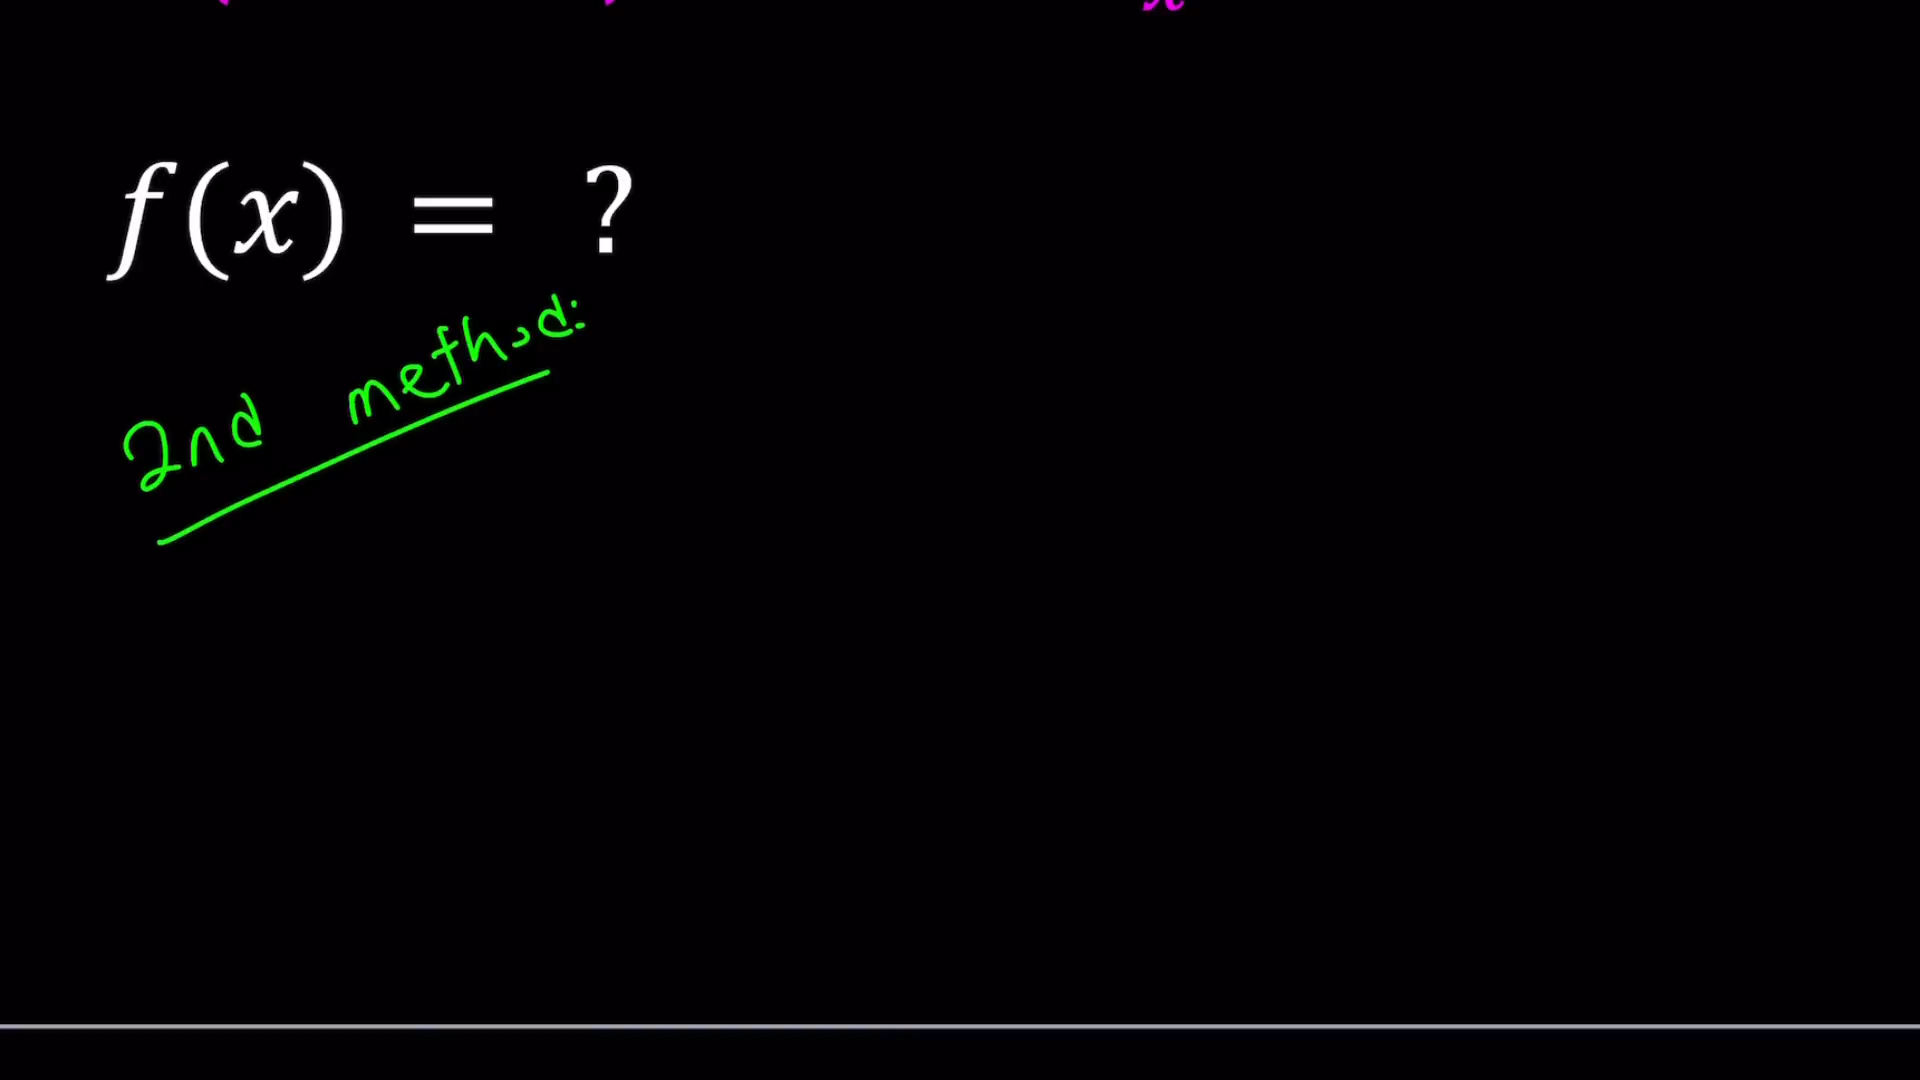 f(x) = ?
2nd method: